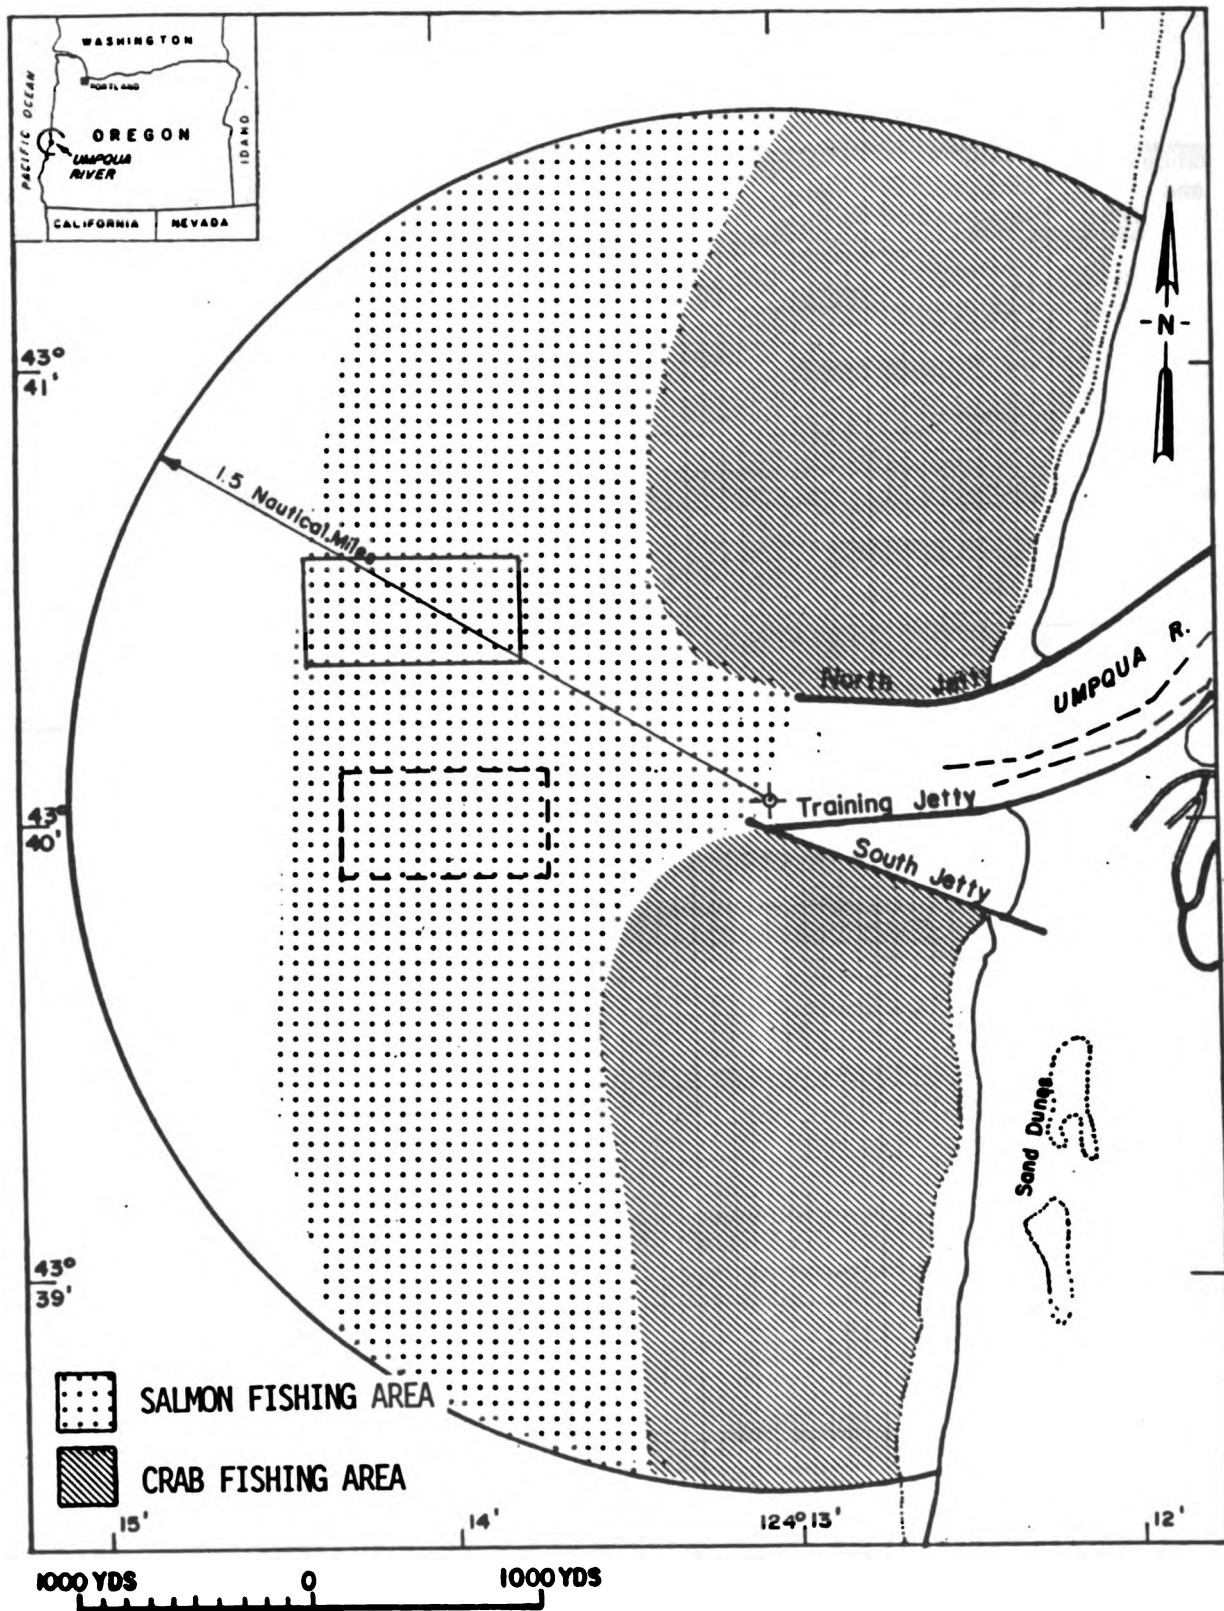 WASHINGTON
PORTLAND
PACIFIC OCEAN
OREGON
IDAHO
UMPQUA
RIVER
CALIFORNIA
NEVADA
-N-
43°
41'
1.5 Nautical Miles
North Jetty
UMPQUA R.
43°
40'
Training Jetty
South Jetty
Sand Dunes
43°
39'
SALMON FISHING AREA
CRAB FISHING AREA
15'
14'
124° 13'
12'
1000 YDS
0
1000 YDS